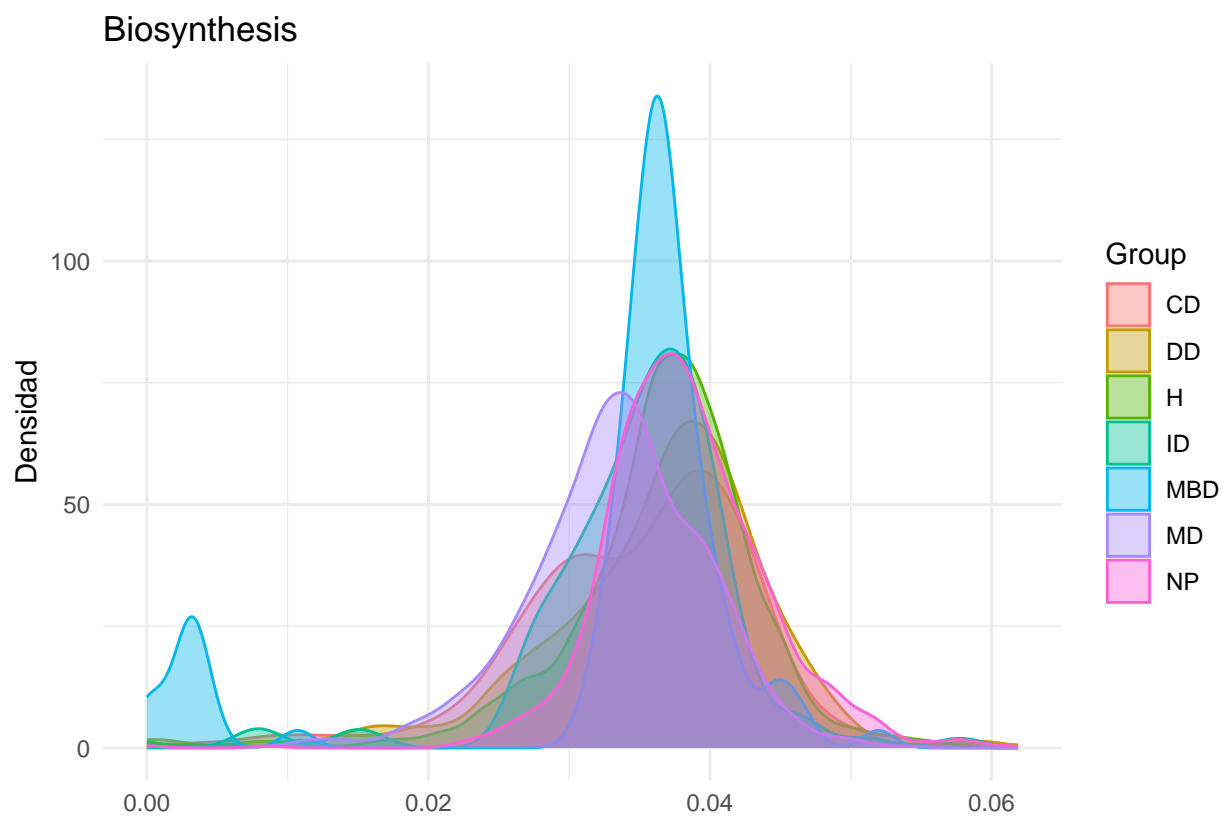 Biosynthesis
Densidad
100
50
0
0.00
0.02
0.04
0.06
Group
CD
DD
H
ID
MBD
MD
NP